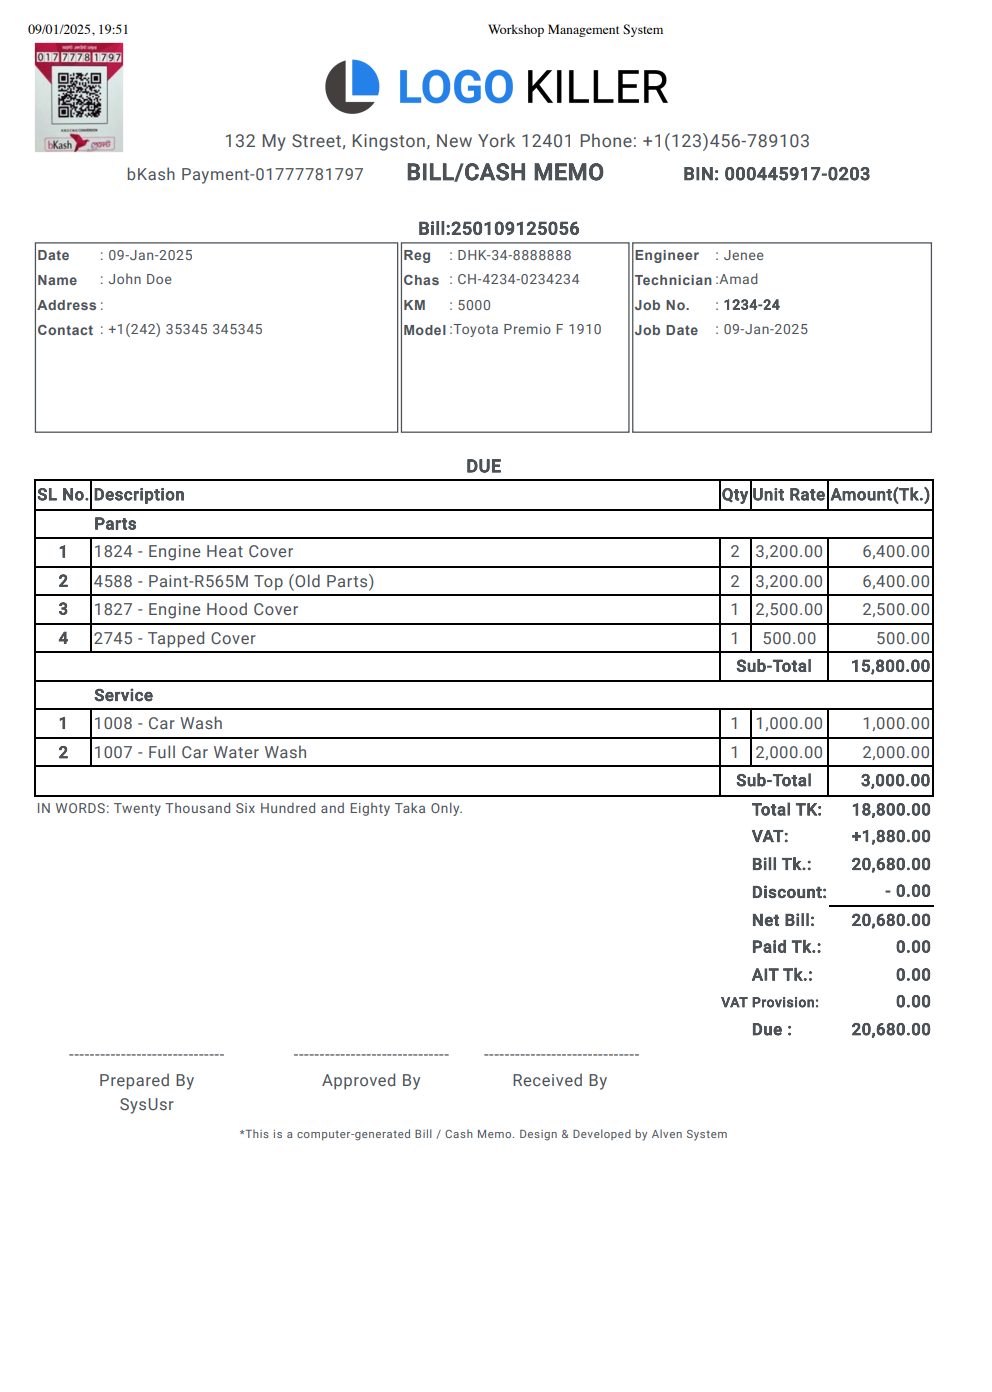 09/01/2025, 19:51 Workshop Management System
01777781797
bKash
LOGO KILLER
132 My Street, Kingston, New York 12401 Phone: +1(123)456-789103
bKash Payment-01777781797 BILL/CASH MEMO BIN: 000445917-0203
Bill:250109125056
Date : 09-Jan-2025 Reg : DHK-34-8888888 Engineer : Jenee
Name : John Doe Chas : CH-4234-0234234 Technician :Amad
Address : KM : 5000 Job No. : 1234-24
Contact : +1(242) 35345 345345 Model :Toyota Premio F 1910 Job Date : 09-Jan-2025
DUE
SL No. Description Qty Unit Rate Amount(Tk.)
Parts
1 1824 - Engine Heat Cover 2 3,200.00 6,400.00
2 4588 - Paint-R565M Top (Old Parts) 2 3,200.00 6,400.00
3 1827 - Engine Hood Cover 1 2,500.00 2,500.00
4 2745 - Tapped Cover 1 500.00 500.00
Sub-Total 15,800.00
Service
1 1008 - Car Wash 1 1,000.00 1,000.00
2 1007 - Full Car Water Wash 1 2,000.00 2,000.00
Sub-Total 3,000.00
IN WORDS: Twenty Thousand Six Hundred and Eighty Taka Only. Total TK: 18,800.00
VAT: +1,880.00
Bill Tk.: 20,680.00
Discount: - 0.00
Net Bill: 20,680.00
Paid Tk.: 0.00
AIT Tk.: 0.00
VAT Provision: 0.00
Due : 20,680.00
------------------------------ ------------------------------ ------------------------------
Prepared By Approved By Received By
SysUsr
*This is a computer-generated Bill / Cash Memo. Design & Developed by Alven System